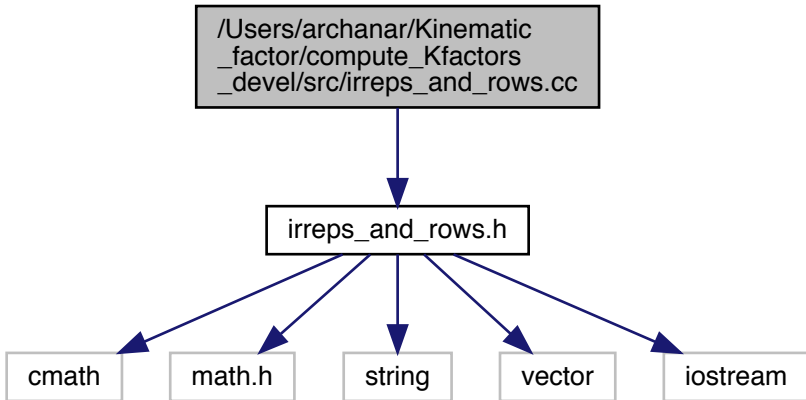 /Users/archanar/Kinematic
_factor/compute_Kfactors
_devel/src/irreps_and_rows.cc
irreps_and_rows.h
cmath
math.h
string
vector
iostream